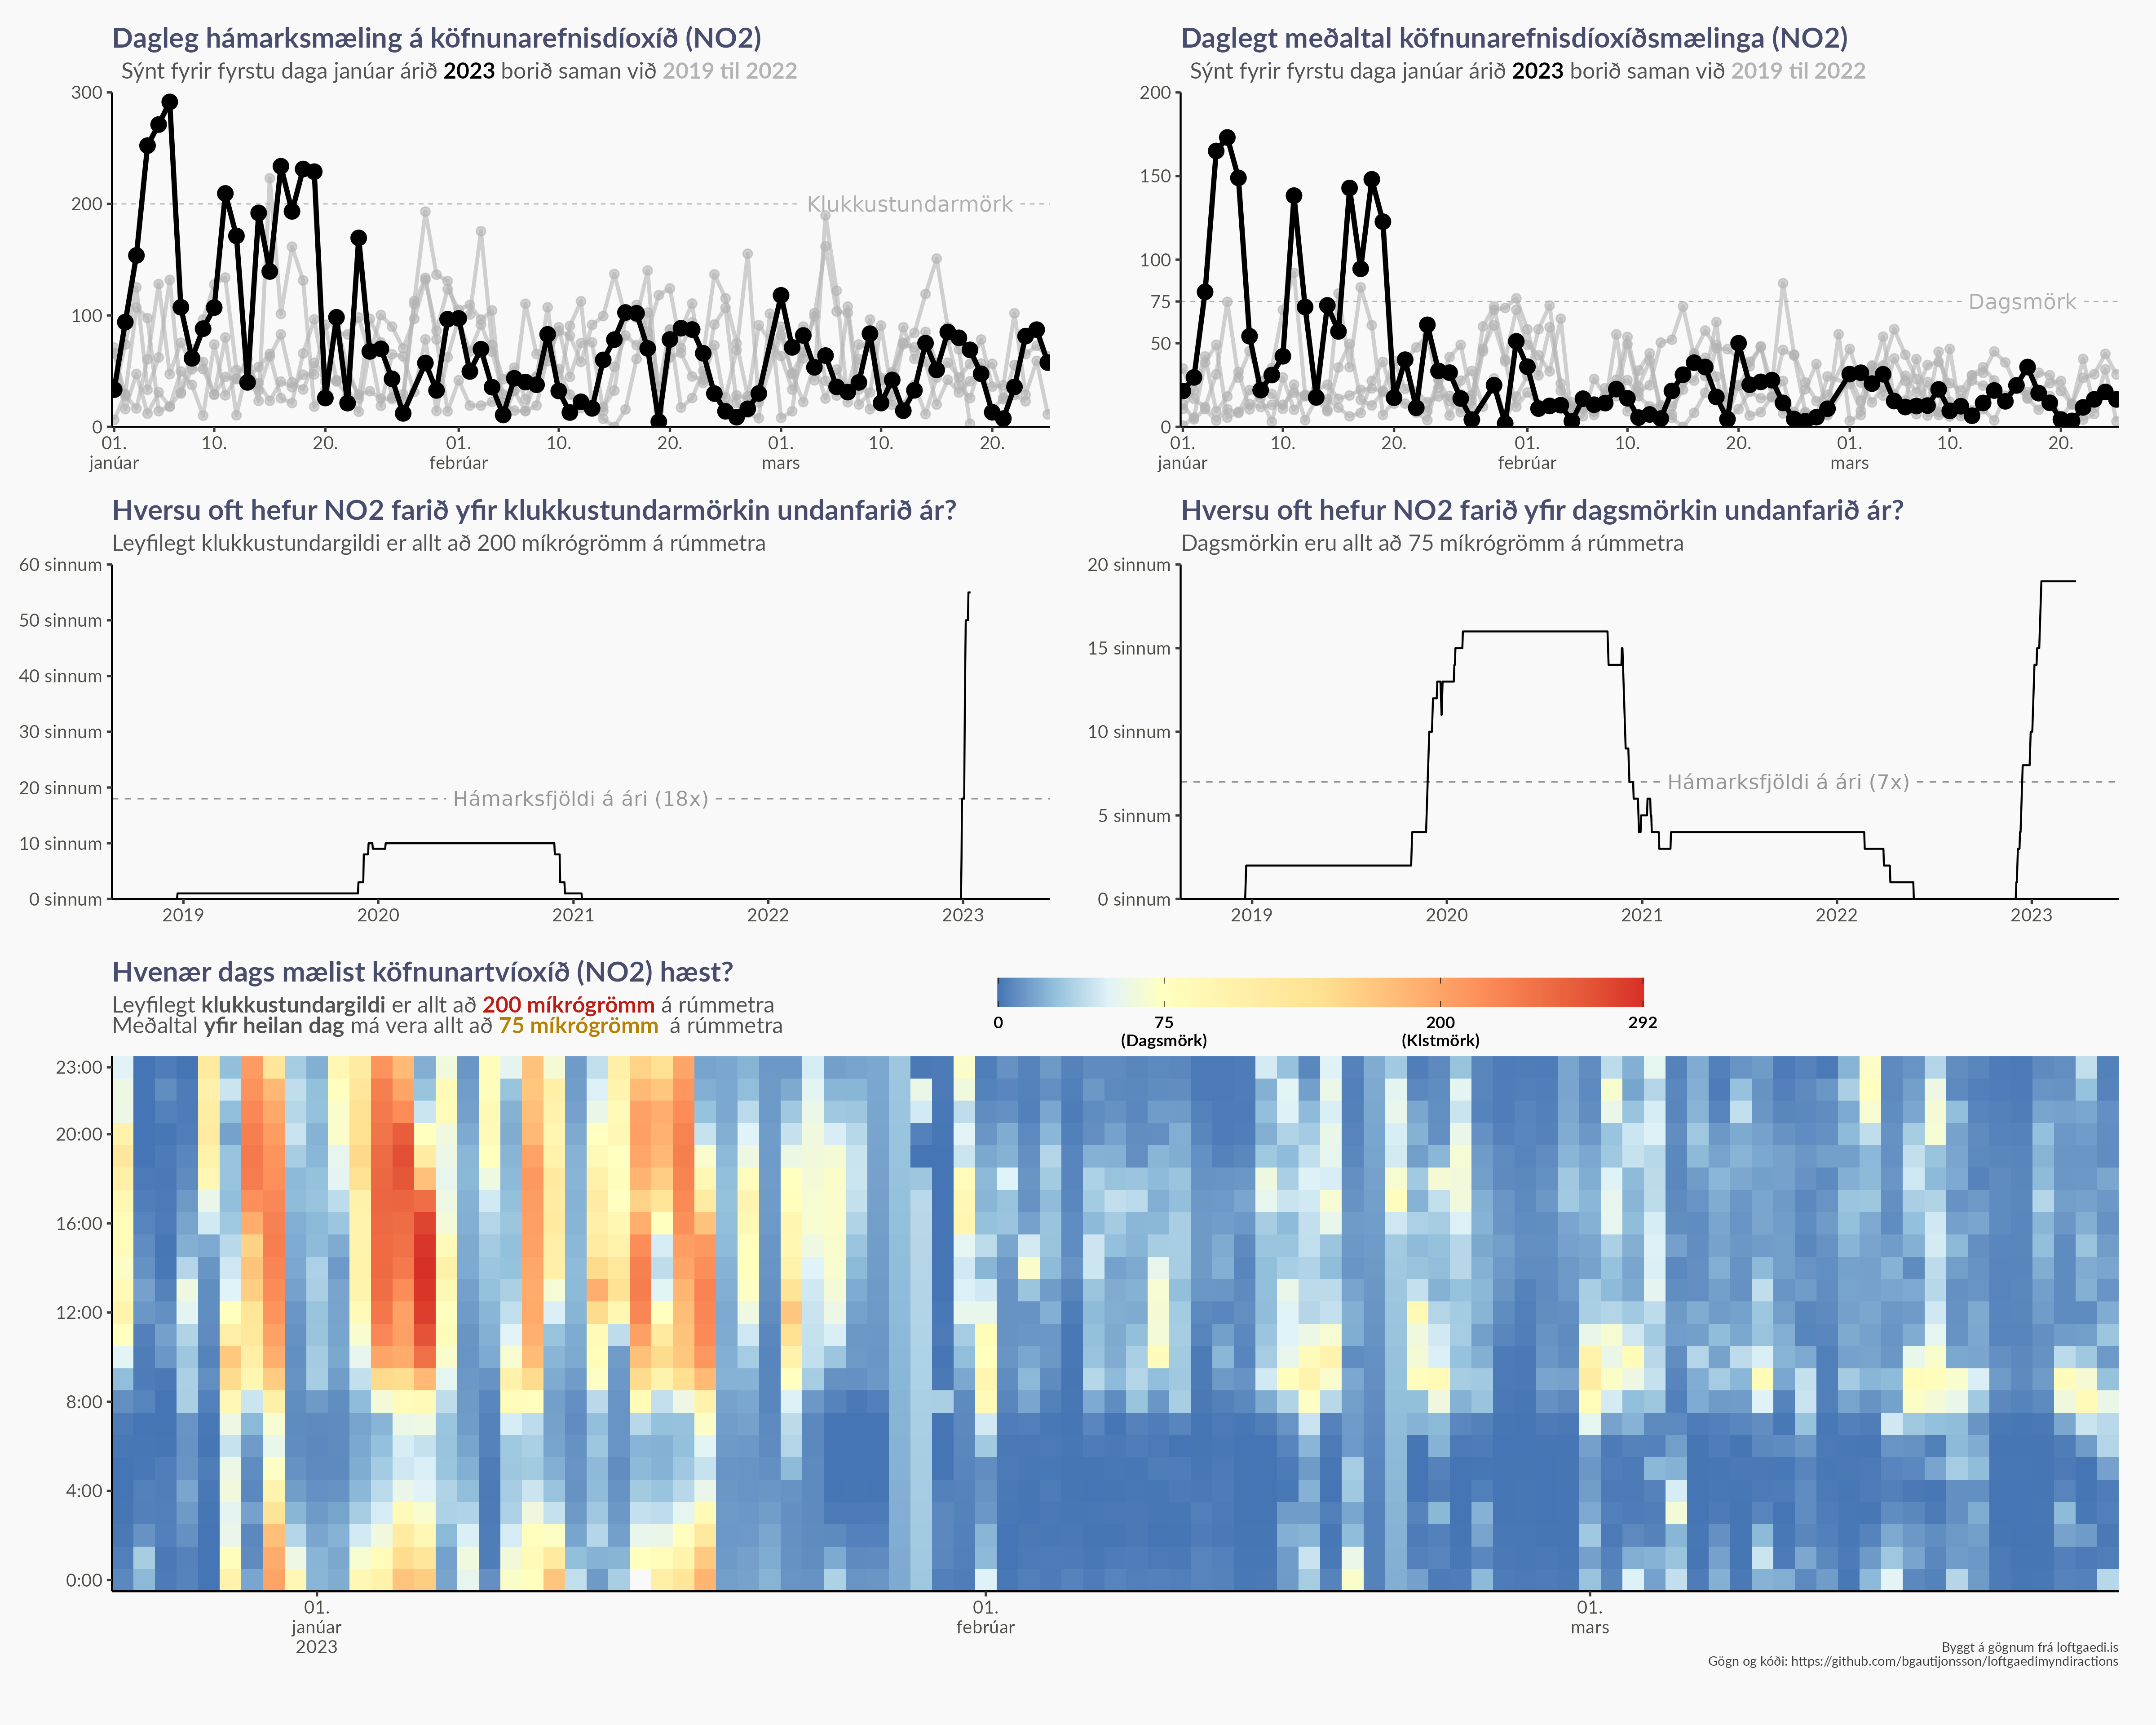 Dagleg hámarksmæling á köfnunarefnisdíoxíð (NO2)
Sýnt fyrir fyrstu daga janúar árið 2023 borið saman við 2019 til 2022
300
200
100
0
Klukkustundarmörk
01. 10. 20. 01. 10. 20. 01. 10. 20.
janúar febrúar mars
Daglegt meðaltal köfnunarefnisdíoxíðsmælinga (NO2)
Sýnt fyrir fyrstu daga janúar árið 2023 borið saman við 2019 til 2022
200
150
100
75
50
0
Dagsmörk
01. 10. 20. 01. 10. 20. 01. 10. 20.
janúar febrúar mars
Hversu oft hefur NO2 farið yfir klukkustundarmörkin undanfarið ár?
Leyfilegt klukkustundargildi er allt að 200 míkrógrömm á rúmmetra
60 sinnum
50 sinnum
40 sinnum
30 sinnum
20 sinnum
10 sinnum
0 sinnum
Hámarksfjöldi á ári (18x)
2019 2020 2021 2022 2023
Hversu oft hefur NO2 farið yfir dagsmörkin undanfarið ár?
Dagsmörkin eru allt að 75 míkrógrömm á rúmmetra
20 sinnum
15 sinnum
10 sinnum
5 sinnum
0 sinnum
Hámarksfjöldi á ári (7x)
2019 2020 2021 2022 2023
Hvenær dags mælist köfnunartvíoxíð (NO2) hæst?
Leyfilegt klukkustundargildi er allt að 200 míkrógrömm á rúmmetra
Meðaltal yfir heilan dag má vera allt að 75 míkrógrömm á rúmmetra
0 75 200 292
(Dagsmörk) (Klstmörk)
23:00
20:00
16:00
12:00
8:00
4:00
0:00
01. 01. 01.
janúar febrúar mars
2023
Byggt á gögnum frá loftgaedi.is
Gögn og kóði: https://github.com/bgautijonsson/loftgaedimyndiractions